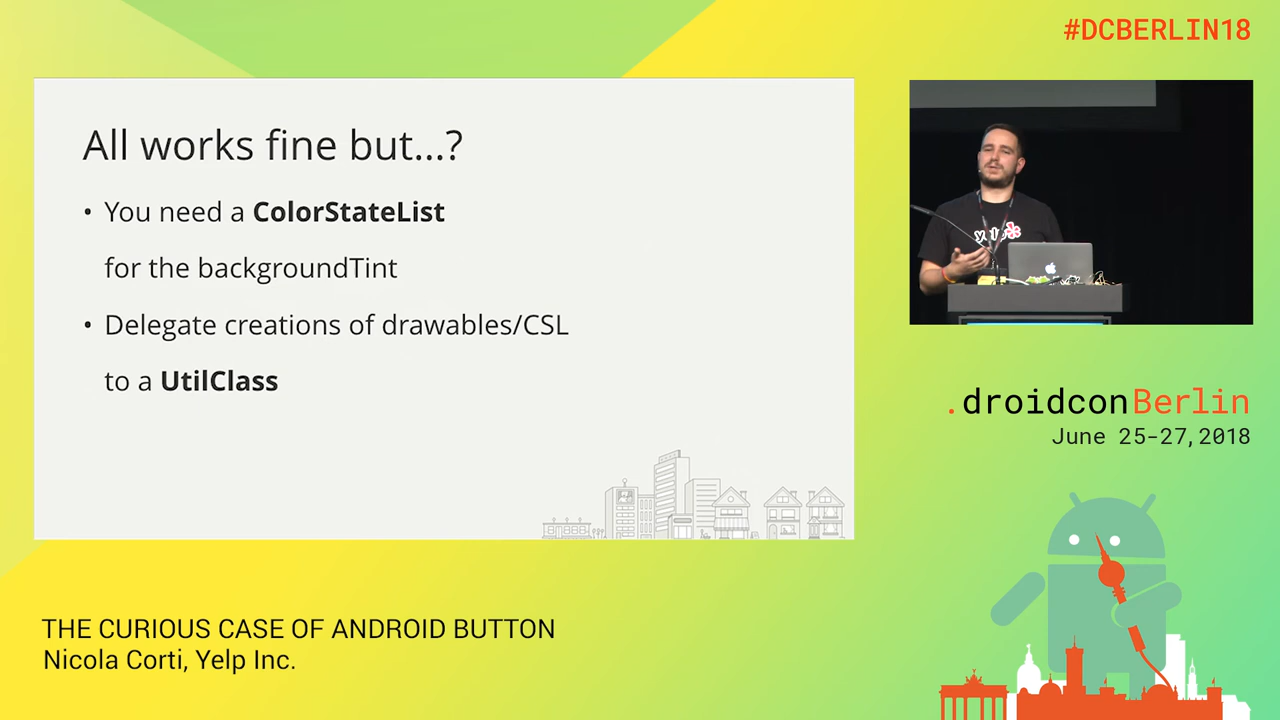 #DCBERLIN18
All works fine but...?
• You need a ColorStateList
for the backgroundTint
• Delegate creations of drawables/CSL
to a UtilClass
yelp
.droidconBerlin
June 25-27, 2018
THE CURIOUS CASE OF ANDROID BUTTON
Nicola Corti, Yelp Inc.